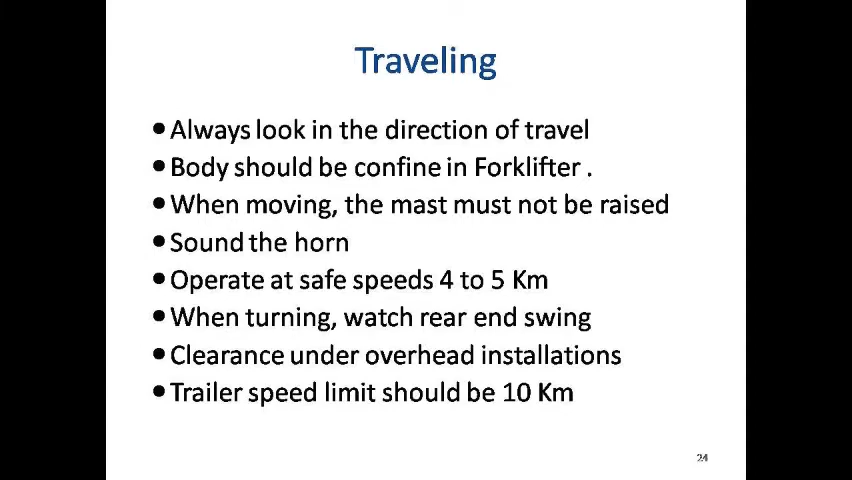 Traveling
• Always look in the direction of travel
• Body should be confine in Forklifter .
• When moving, the mast must not be raised
• Sound the horn
• Operate at safe speeds 4 to 5 Km
• When turning, watch rear end swing
• Clearance under overhead installations
• Trailer speed limit should be 10 Km
24